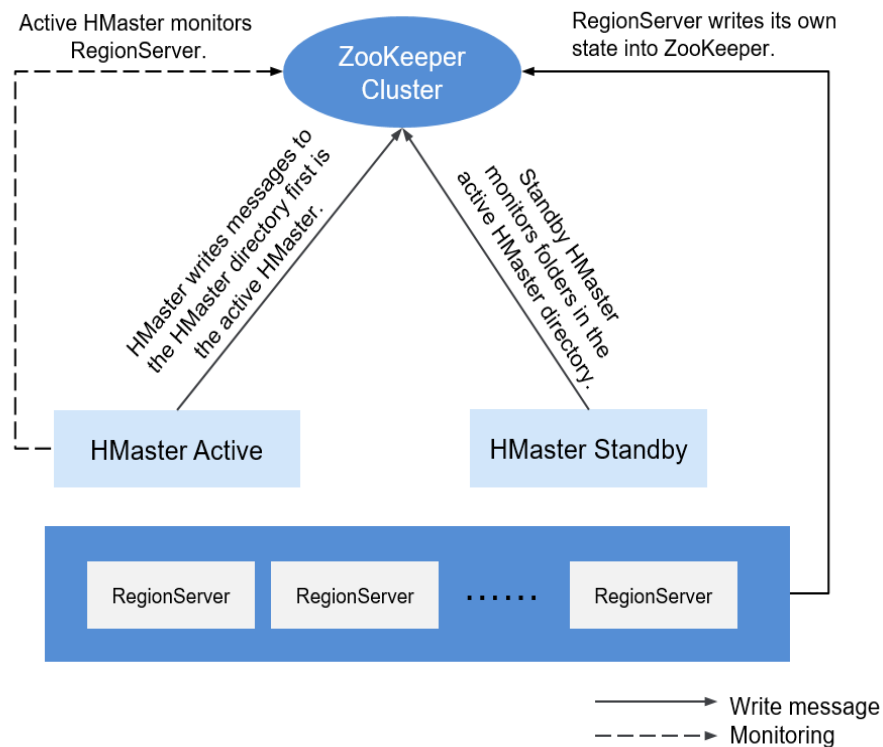 Active HMaster monitors
RegionServer.
RegionServer writes its own
state into ZooKeeper.
ZooKeeper
Cluster
HMaster writes messages to
the HMaster directory first is
the active HMaster.
Standby HMaster
monitors folders in the
active HMaster directory.
HMaster Active
HMaster Standby
RegionServer
RegionServer
......
RegionServer
Write message
Monitoring